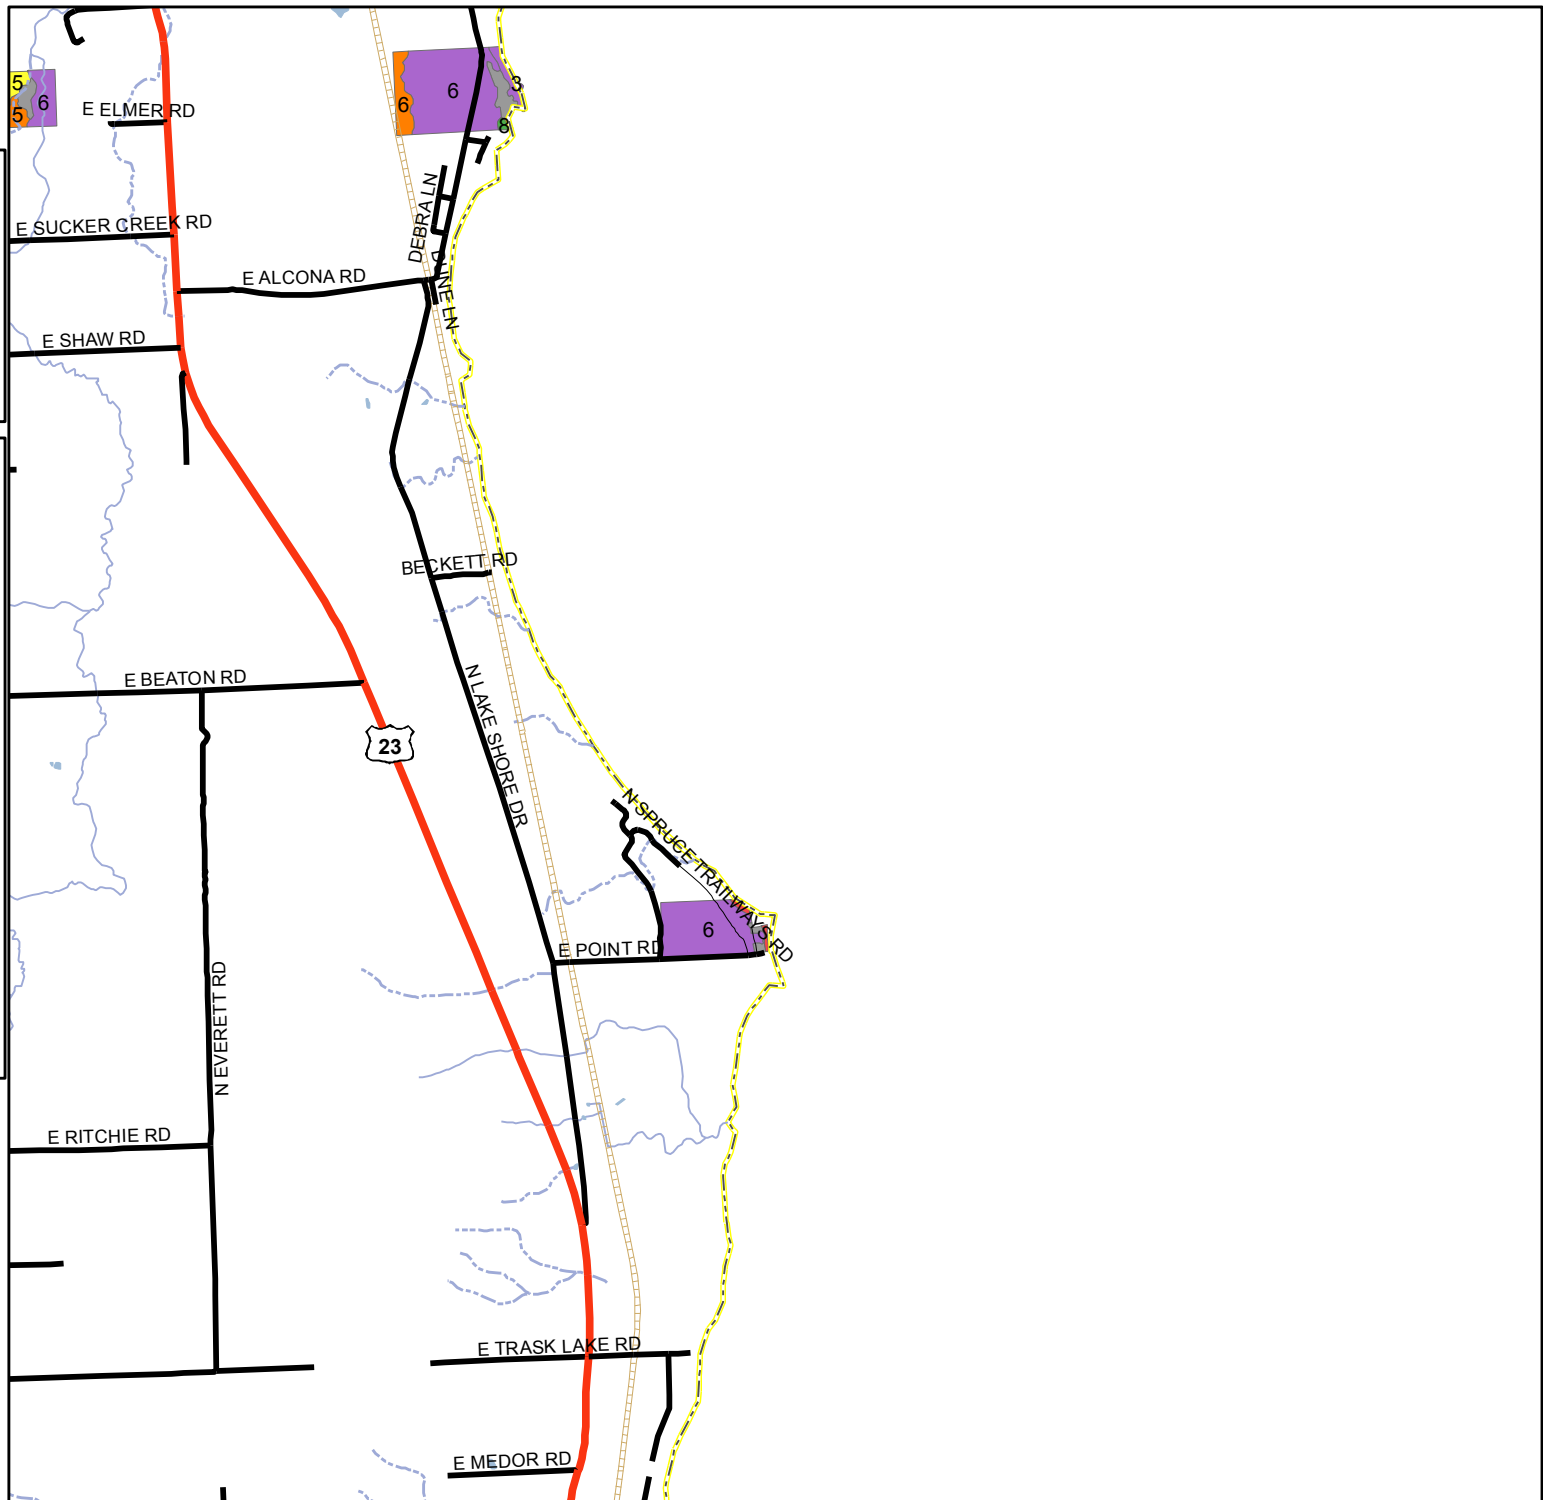 5
6
5
E ELMER RD
6
6
3
8
E SUCKER CREEK RD
DEBRA LN
E ALCONA RD
DUNE LN
E SHAW RD
BECKETT RD
E BEATON RD
N LAKE SHORE DR
23
N SPRUCE TRAILWAYS RD
6
E POINT RD
N EVERETT RD
E RITCHIE RD
E TRASK LAKE RD
E MEDOR RD